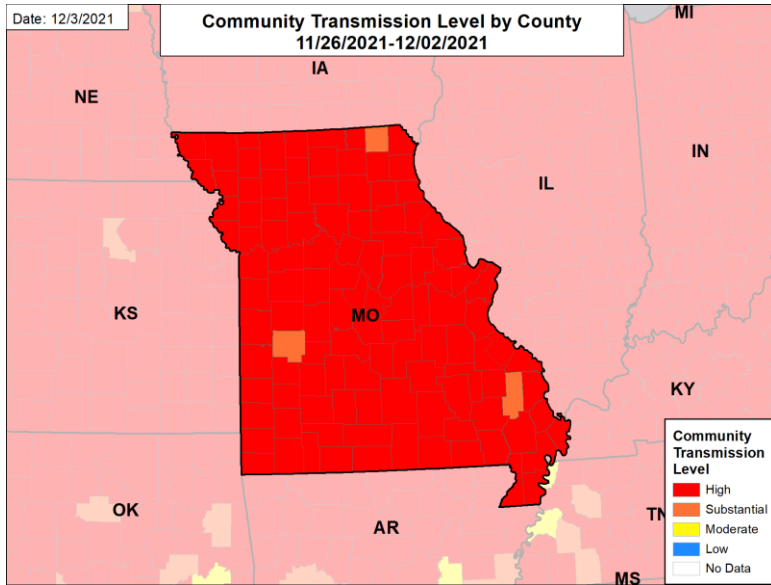 Date: 12/3/2021
Community Transmission Level by County
11/26/2021-12/02/2021
MI
IA
NE
IN
IL
KS
MO
KY
Community
Transmission
Level
High
Substantial
Moderate
Low
No Data
OK
AR
TN
MS